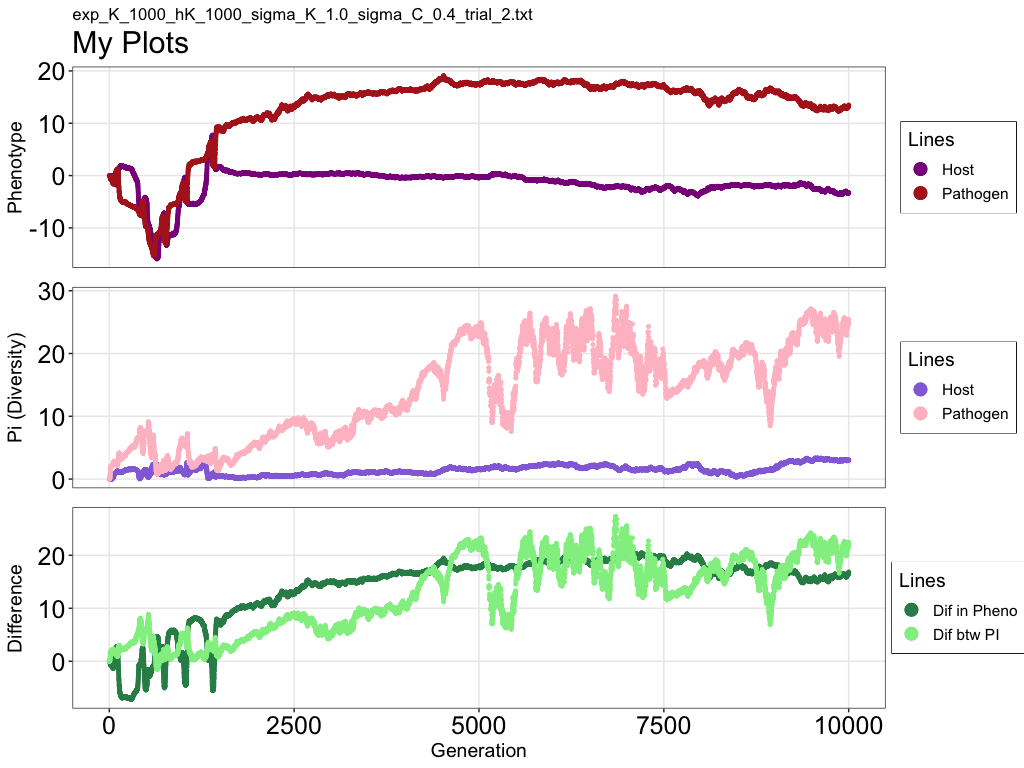 exp_K_1000_hK_1000_sigma_K_1.0_sigma_C_0.4_trial_2.txt
My Plots
Phenotype
20
10
0
-10
Lines
Host
Pathogen
Pi (Diversity)
30
20
10
0
Lines
Host
Pathogen
Difference
20
10
0
Lines
Dif in Pheno
Dif btw PI
0 2500 5000 7500 10000
Generation